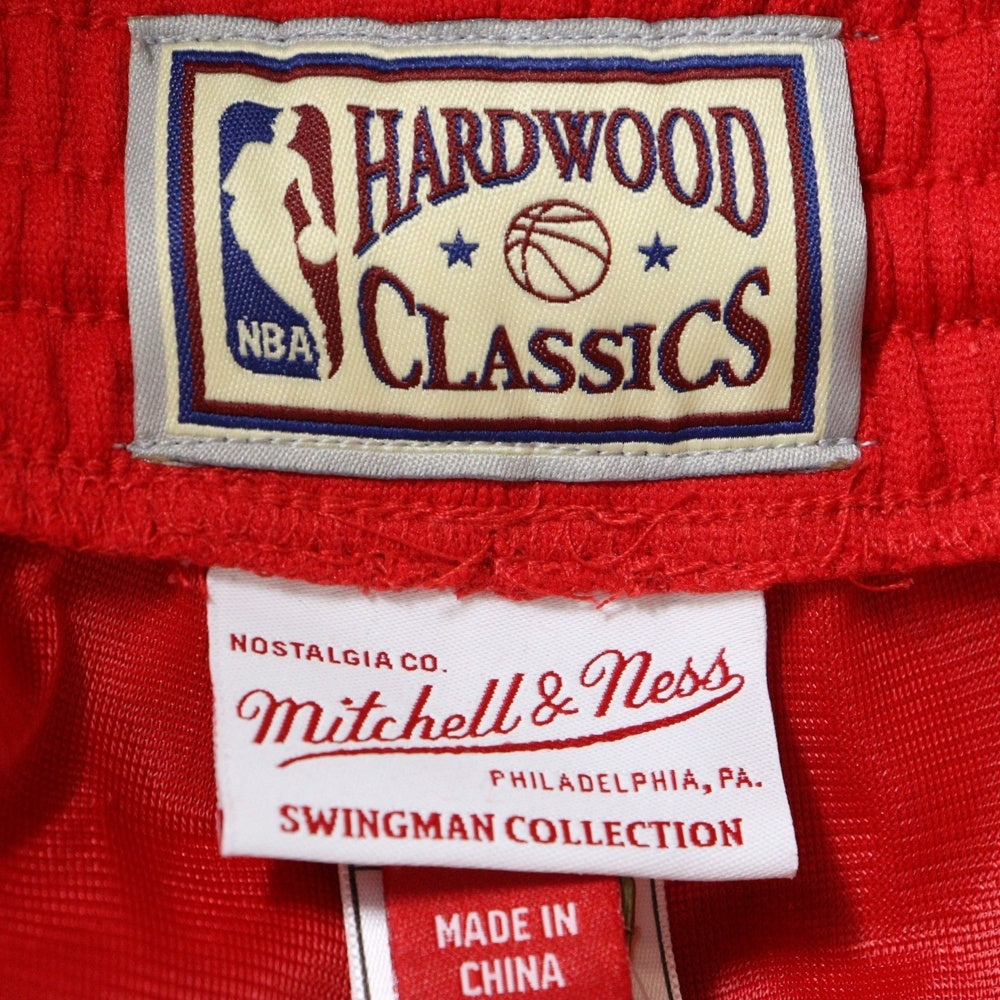 HARDWOOD
NBA
CLASSICS
NOSTALGIA CO.
Mitchell & Ness
PHILADELPHIA, PA.
SWINGMAN COLLECTION
MADE IN
CHINA